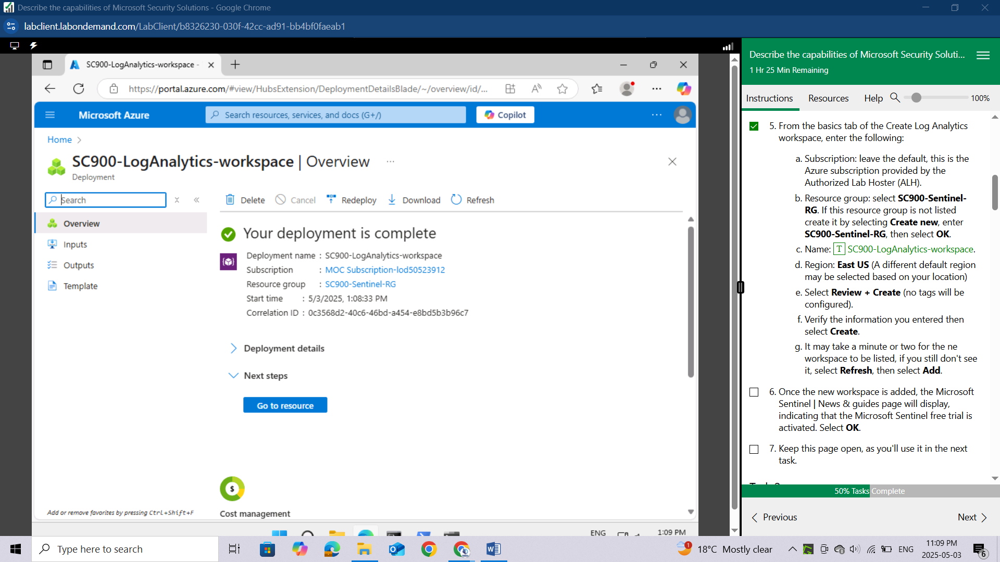 Describe the capabilities of Microsoft Security Solutions - Google Chrome
labclient.labondemand.com/LabClient/b8326230-030f-42cc-ad91-bb4bf0faeab1
SC900-LogAnalytics-workspace -
https://portal.azure.com/#view/HubsExtension/DeploymentDetailsBlade/~/overview/id/...
Microsoft Azure
Search resources, services, and docs (G+/)
Copilot
Home
SC900-LogAnalytics-workspace | Overview
Deployment
Search
Delete
Cancel
Redeploy
Download
Refresh
Overview
Inputs
Outputs
Template
Your deployment is complete
Deployment name : SC900-LogAnalytics-workspace
Subscription : MOC Subscription-lod50523912
Resource group : SC900-Sentinel-RG
Start time : 5/3/2025, 1:08:33 PM
Correlation ID : 0c3568d2-40c6-46bd-a454-e8bd5b3b96c7
Deployment details
Next steps
Go to resource
Cost management
Add or remove favorites by pressing Ctrl+Shift+F
ENG
1:09 PM
Describe the capabilities of Microsoft Security Soluti...
1 Hr 25 Min Remaining
Instructions
Resources
Help
100%
5. From the basics tab of the Create Log Analytics
workspace, enter the following:
a. Subscription: leave the default, this is the
Azure subscription provided by the
Authorized Lab Hoster (ALH).
b. Resource group: select SC900-Sentinel-
RG. If this resource group is not listed
create it by selecting Create new, enter
SC900-Sentinel-RG, then select OK.
c. Name: T SC900-LogAnalytics-workspace.
d. Region: East US (A different default region
may be selected based on your location)
e. Select Review + Create (no tags will be
configured).
f. Verify the information you entered then
select Create.
g. It may take a minute or two for the ne
workspace to be listed, if you still don't see
it, select Refresh, then select Add.
6. Once the new workspace is added, the Microsoft
Sentinel | News & guides page will display,
indicating that the Microsoft Sentinel free trial is
activated. Select OK.
7. Keep this page open, as you'll use it in the next
task.
50% Tasks Complete
Previous
Next
Type here to search
1
18°C Mostly clear
ENG
11:09 PM
2025-05-03
6